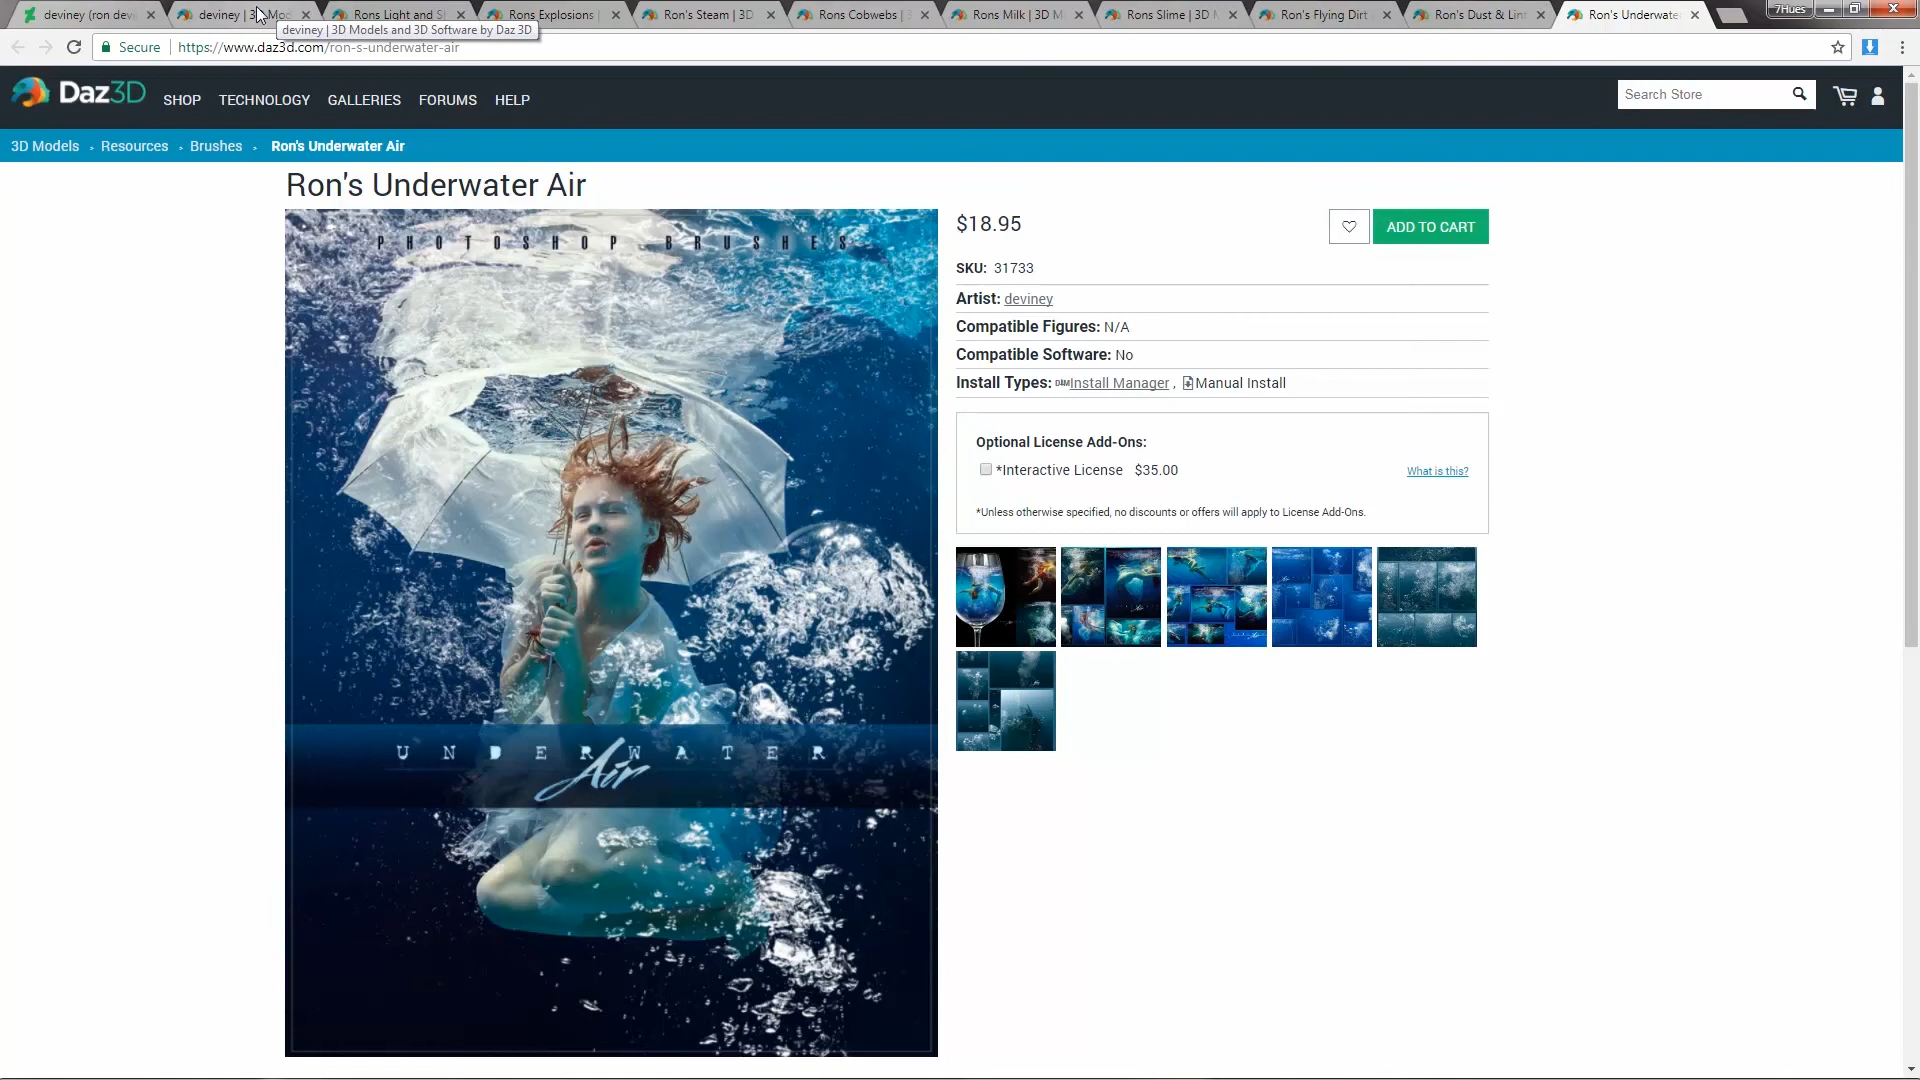 deviney (ron devi
deviney | 3D Mod
Rons Light and S
Rons Explosions |
Ron's Steam | 3D
Rons Cobwebs | 3
Rons Milk | 3D M
Rons Slime | 3D M
Ron's Flying Dirt
Ron's Dust & Lint
Ron's Underwater
7Hues
deviney | 3D Models and 3D Software by Daz 3D
Secure
https://www.daz3d.com/ron-s-underwater-air
Daz3D
SHOP
TECHNOLOGY
GALLERIES
FORUMS
HELP
Search Store
3D Models
Resources
Brushes
Ron's Underwater Air
Ron's Underwater Air
PHOTOSHOP BRUSHES
UNDERWATER
Air
$18.95
ADD TO CART
SKU: 31733
Artist: deviney
Compatible Figures: N/A
Compatible Software: No
Install Types: DIM Install Manager , Manual Install
Optional License Add-Ons:
*Interactive License $35.00
What is this?
*Unless otherwise specified, no discounts or offers will apply to License Add-Ons.